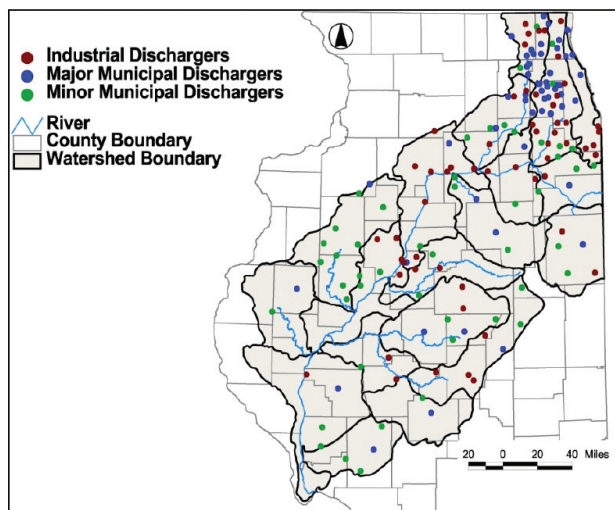 N
Industrial Dischargers
Major Municipal Dischargers
Minor Municipal Dischargers
River
County Boundary
Watershed Boundary
20 0 20 40 Miles